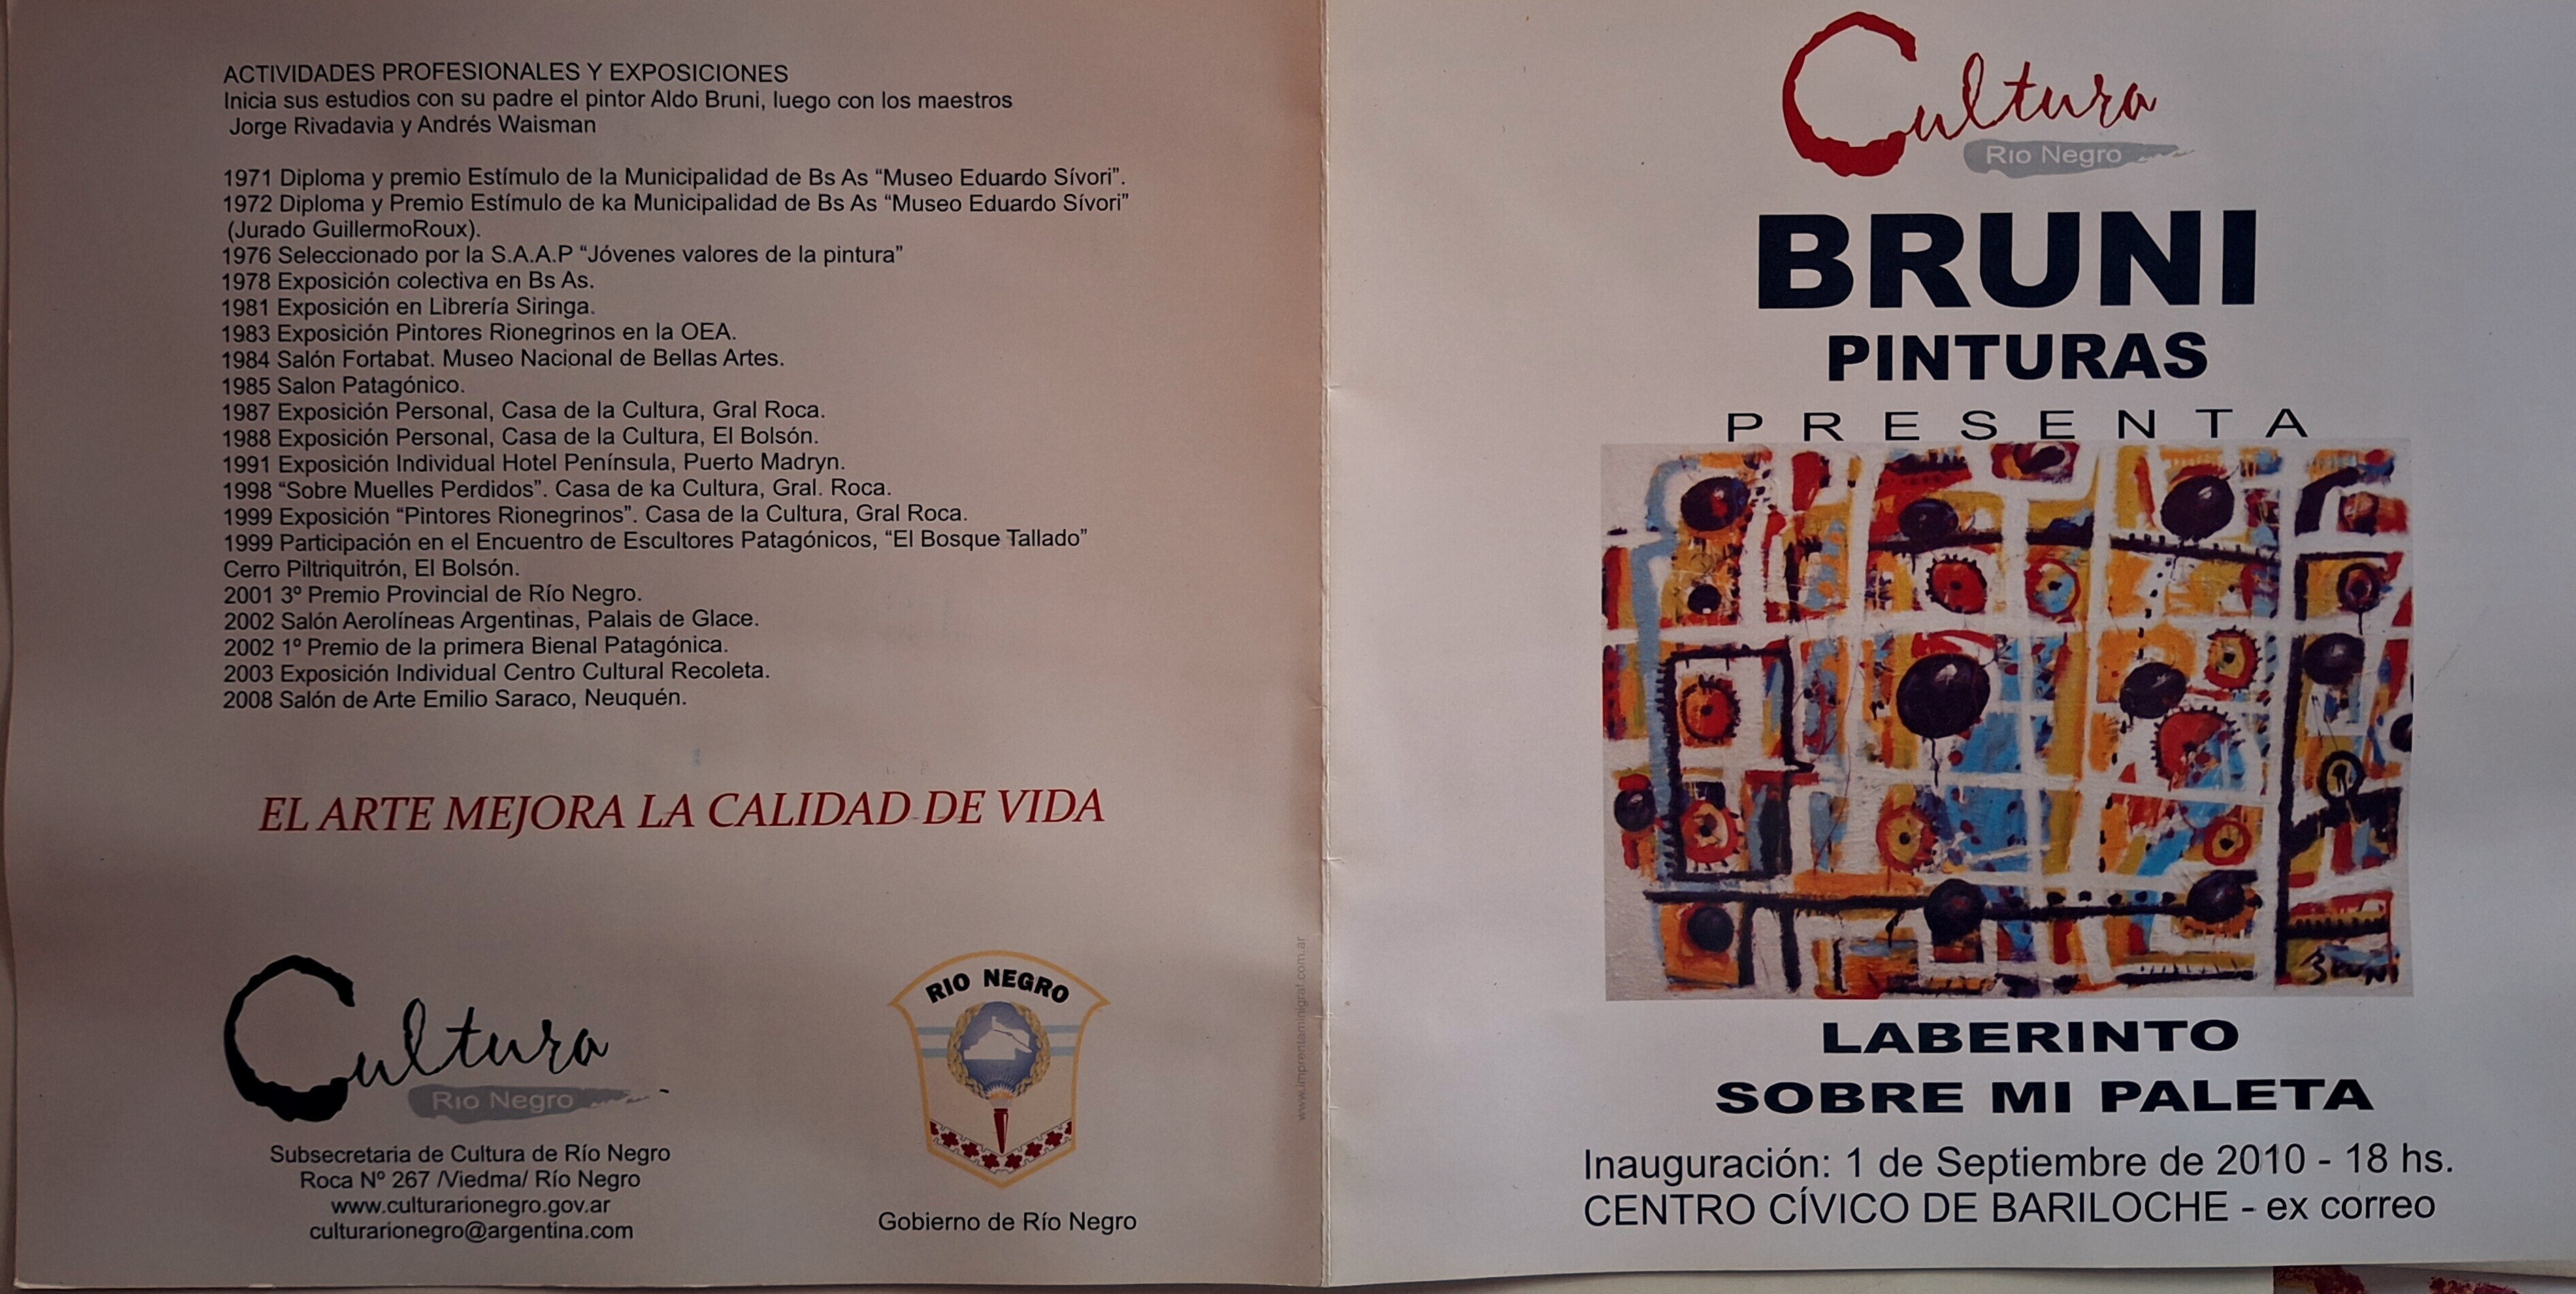 ACTIVIDADES PROFESIONALES Y EXPOSICIONES
Inicia sus estudios con su padre el pintor Aldo Bruni, luego con los maestros
Jorge Rivadavia y Andrés Waisman
1971 Diploma y premio Estímulo de la Municipalidad de Bs As “Museo Eduardo Sívori”.
1972 Diploma y Premio Estímulo de ka Municipalidad de Bs As “Museo Eduardo Sívori”
(Jurado GuillermoRoux).
1976 Seleccionado por la S.A.A.P “Jóvenes valores de la pintura”
1978 Exposición colectiva en Bs As.
1981 Exposición en Librería Siringa.
1983 Exposición Pintores Rionegrinos en la OEA.
1984 Salón Fortabat. Museo Nacional de Bellas Artes.
1985 Salon Patagónico.
1987 Exposición Personal, Casa de la Cultura, Gral Roca.
1988 Exposición Personal, Casa de la Cultura, El Bolsón.
1991 Exposición Individual Hotel Península, Puerto Madryn.
1998 “Sobre Muelles Perdidos”. Casa de ka Cultura, Gral. Roca.
1999 Exposición “Pintores Rionegrinos”. Casa de la Cultura, Gral Roca.
1999 Participación en el Encuentro de Escultores Patagónicos, “El Bosque Tallado”
Cerro Piltriquitrón, El Bolsón.
2001 3º Premio Provincial de Río Negro.
2002 Salón Aerolíneas Argentinas, Palais de Glace.
2002 1º Premio de la primera Bienal Patagónica.
2003 Exposición Individual Centro Cultural Recoleta.
2008 Salón de Arte Emilio Saraco, Neuquén.
EL ARTE MEJORA LA CALIDAD DE VIDA
Cultura
Río Negro
Subsecretaria de Cultura de Río Negro
Roca Nº 267 /Viedma/ Río Negro
www.culturarionegro.gov.ar
culturarionegro@argentina.com
RIO NEGRO
Gobierno de Río Negro
www.imprentaminigraf.com.ar
Cultura
Río Negro
BRUNI
PINTURAS
PRESENTA
BRUNI
LABERINTO
SOBRE MI PALETA
Inauguración: 1 de Septiembre de 2010 - 18 hs.
CENTRO CÍVICO DE BARILOCHE - ex correo